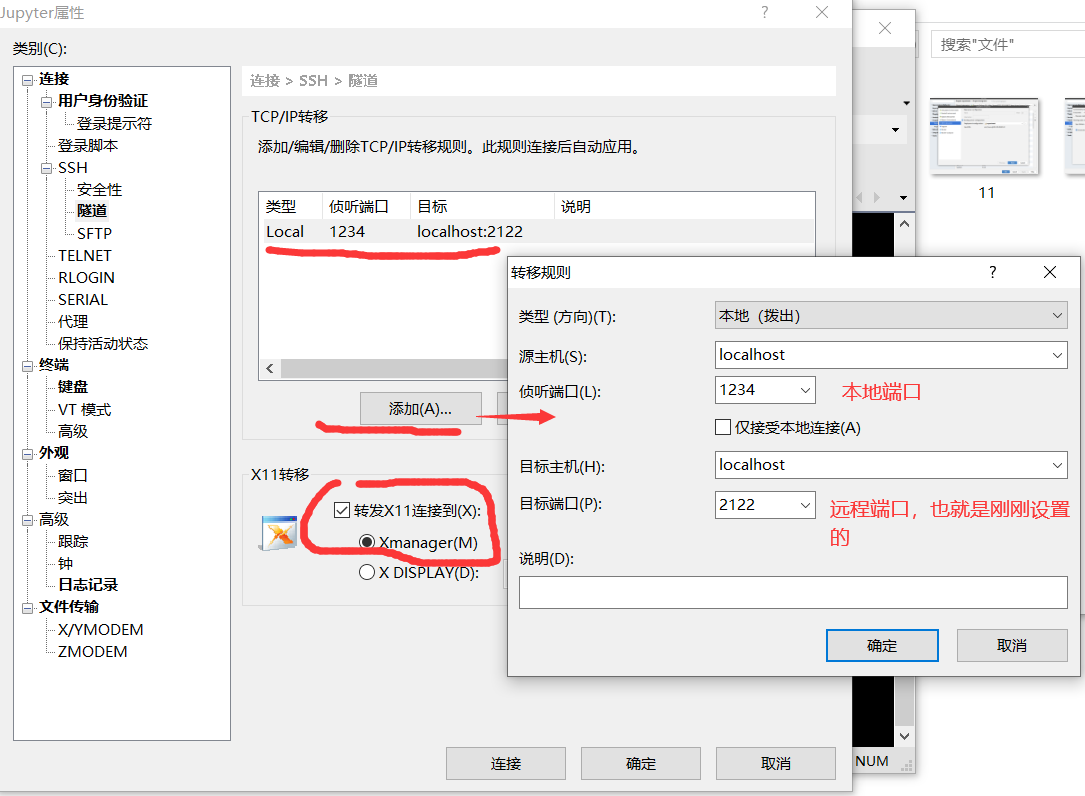 Jupyter属性
类别(C):
连接
用户身份验证
登录提示符
登录脚本
SSH
安全性
隧道
SFTP
TELNET
RLOGIN
SERIAL
代理
保持活动状态
终端
键盘
VT 模式
高级
外观
窗口
突出
高级
跟踪
钟
日志记录
文件传输
X/YMODEM
ZMODEM
连接 > SSH > 隧道
TCP/IP转移
添加/编辑/删除TCP/IP转移规则。此规则连接后自动应用。
类型 侦听端口 目标 说明
Local 1234 localhost:2122
添加(A)...
X11转移
转发X11连接到(X):
Xmanager(M)
X DISPLAY(D):
连接 确定 取消
转移规则 ?
类型 (方向)(T): 本地（拨出）
源主机(S): localhost
侦听端口(L): 1234 本地端口
仅接受本地连接(A)
目标主机(H): localhost
目标端口(P): 2122 远程端口，也就是刚刚设置
的
说明(D):
确定 取消
搜索"文件"
11
NUM